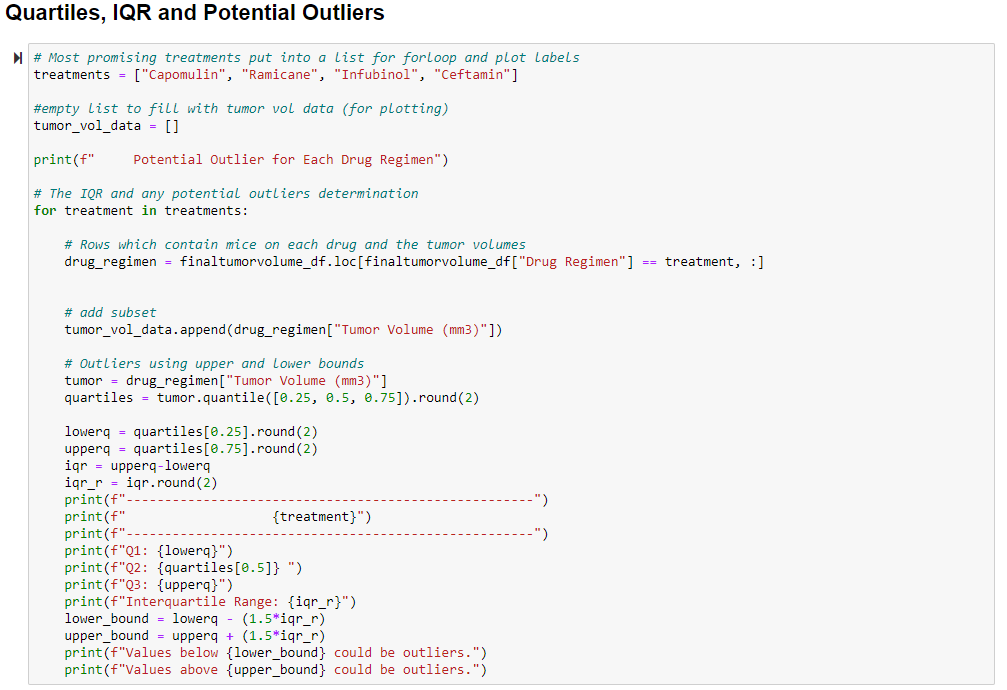 Quartiles, IQR and Potential Outliers
# Most promising treatments put into a list for forloop and plot labels
treatments = ["Capomulin", "Ramicane", "Infubinol", "Ceftamin"]
#empty list to fill with tumor vol data (for plotting)
tumor_vol_data = []
print(f"     Potential Outlier for Each Drug Regimen")
# The IQR and any potential outliers determination
for treatment in treatments:
    # Rows which contain mice on each drug and the tumor volumes
    drug_regimen = finaltumorvolume_df.loc[finaltumorvolume_df["Drug Regimen"] == treatment, :]
    # add subset
    tumor_vol_data.append(drug_regimen["Tumor Volume (mm3)"])
    # Outliers using upper and lower bounds
    tumor = drug_regimen["Tumor Volume (mm3)"]
    quartiles = tumor.quantile([0.25, 0.5, 0.75]).round(2)
    lowerq = quartiles[0.25].round(2)
    upperq = quartiles[0.75].round(2)
    iqr = upperq-lowerq
    iqr_r = iqr.round(2)
    print(f"-----------------------------------------------------")
    print(f"                   {treatment}")
    print(f"-----------------------------------------------------")
    print(f"Q1: {lowerq}")
    print(f"Q2: {quartiles[0.5]} ")
    print(f"Q3: {upperq}")
    print(f"Interquartile Range: {iqr_r}")
    lower_bound = lowerq - (1.5*iqr_r)
    upper_bound = upperq + (1.5*iqr_r)
    print(f"Values below {lower_bound} could be outliers.")
    print(f"Values above {upper_bound} could be outliers.")